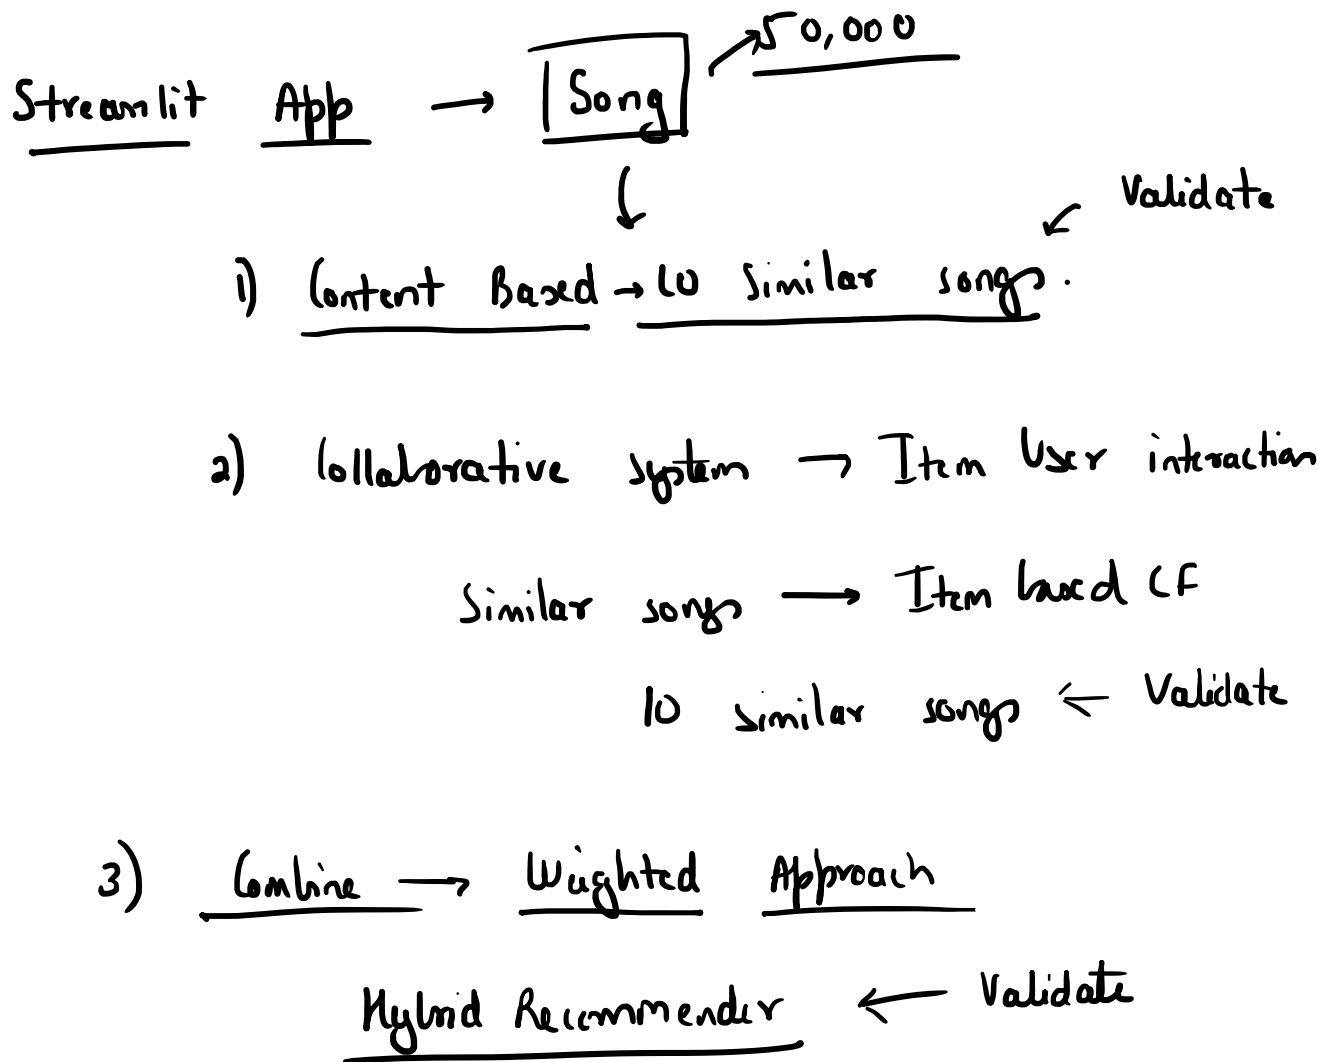 50,000
Streamlit App → Song
Validate
1) Content Based → 10 Similar songs.
2) Collaborative system → Item User interaction
Similar songs → Item based CF
10 similar songs ← Validate
3) Combine → Weighted Approach
Hybrid Recommender ← Validate